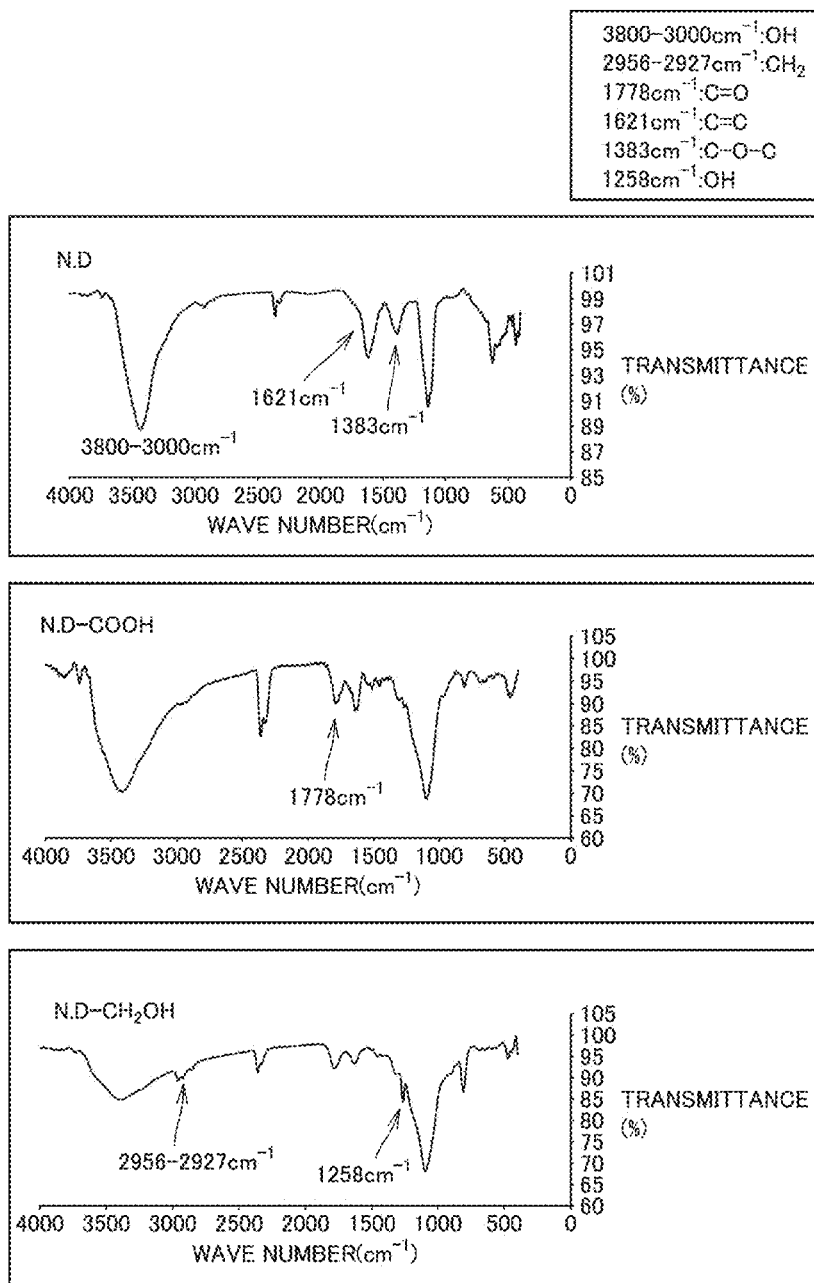 3800-3000cm⁻¹:OH
2956-2927cm⁻¹:CH₂
1778cm⁻¹:C=O
1621cm⁻¹:C=C
1383cm⁻¹:C-O-C
1258cm⁻¹:OH
N.D
101
99
97
95
93
91
89
87
85
TRANSMITTANCE
(%)
1621cm⁻¹
1383cm⁻¹
3800-3000cm⁻¹
4000 3500 3000 2500 2000 1500 1000 500 0
WAVE NUMBER(cm⁻¹)
N.D-COOH
105
100
95
90
85
80
75
70
65
60
TRANSMITTANCE
(%)
1778cm⁻¹
4000 3500 3000 2500 2000 1500 1000 500 0
WAVE NUMBER(cm⁻¹)
N.D-CH₂OH
105
100
95
90
85
80
75
70
65
60
TRANSMITTANCE
(%)
2956-2927cm⁻¹
1258cm⁻¹
4000 3500 3000 2500 2000 1500 1000 500 0
WAVE NUMBER(cm⁻¹)